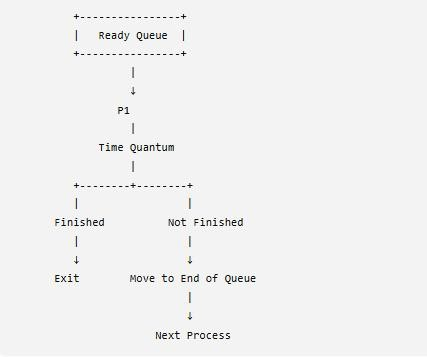 Ready Queue
P1
Time Quantum
Finished Not Finished
Exit Move to End of Queue
Next Process